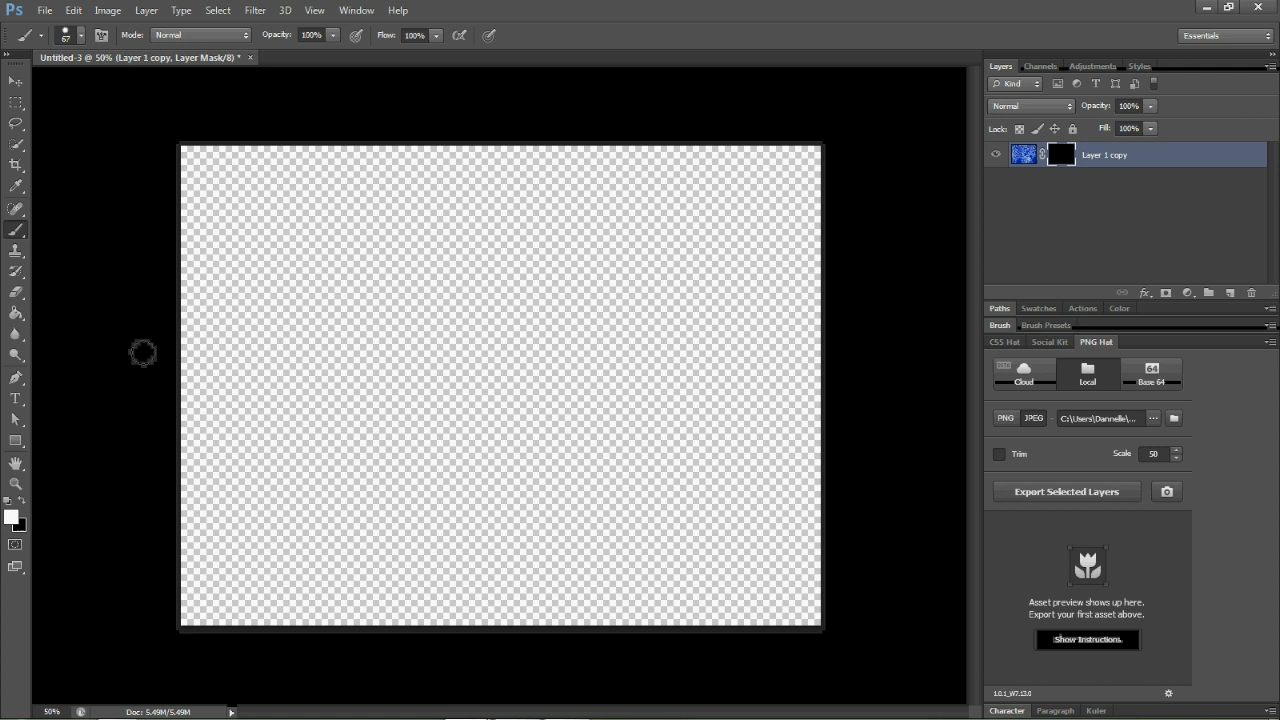 Ps File Edit Image Layer Type Select Filter 3D View Window Help
67 Mode: Normal Opacity: 100% Flow: 100% Essentials
Untitled-3 @ 50% (Layer 1 copy, Layer Mask/8) * ×
Layers Channels Adjustments Styles
Kind
Normal Opacity: 100%
Lock: Fill: 100%
Layer 1 copy
fx
Paths Swatches Actions Color
Brush Brush Presets
CSS Hat Social Kit PNG Hat
64
Cloud Local Base 64
PNG JPEG C:\Users\Dannelle\...
Trim Scale 50
Export Selected Layers
Asset preview shows up here.
Export your first asset above.
Show Instructions.
1.0.1_W7.13.0
50% Doc: 5.49M/5.49M
Character Paragraph Kuler